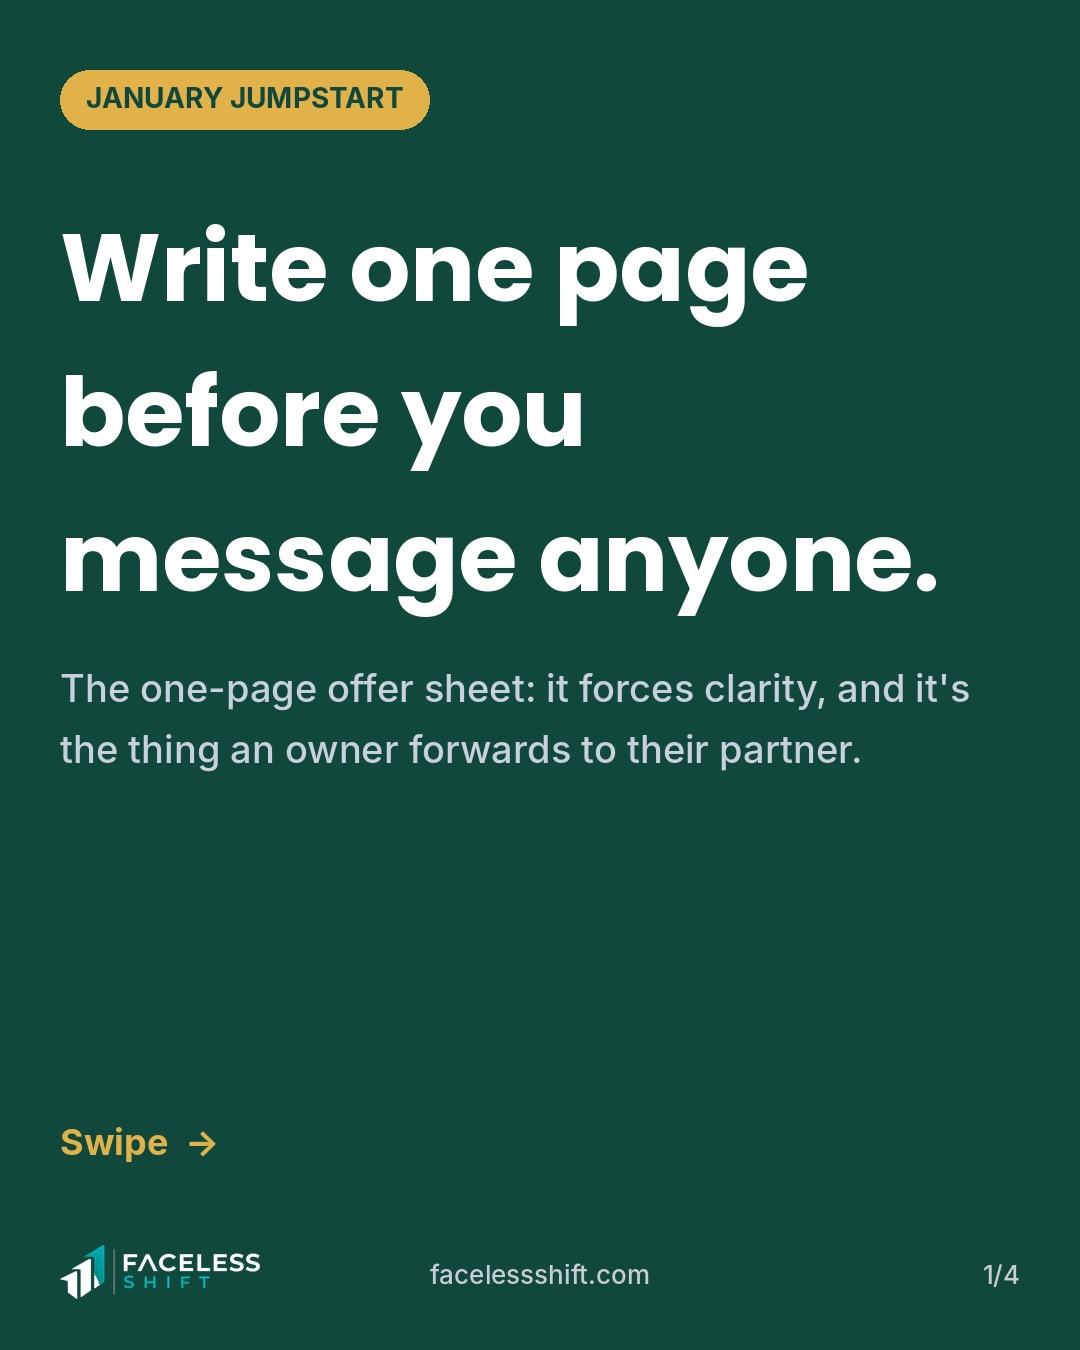 JANUARY JUMPSTART
Write one page
before you
message anyone.
The one-page offer sheet: it forces clarity, and it's
the thing an owner forwards to their partner.
Swipe →
FACELESS
SHIFT
facelessshift.com
1/4